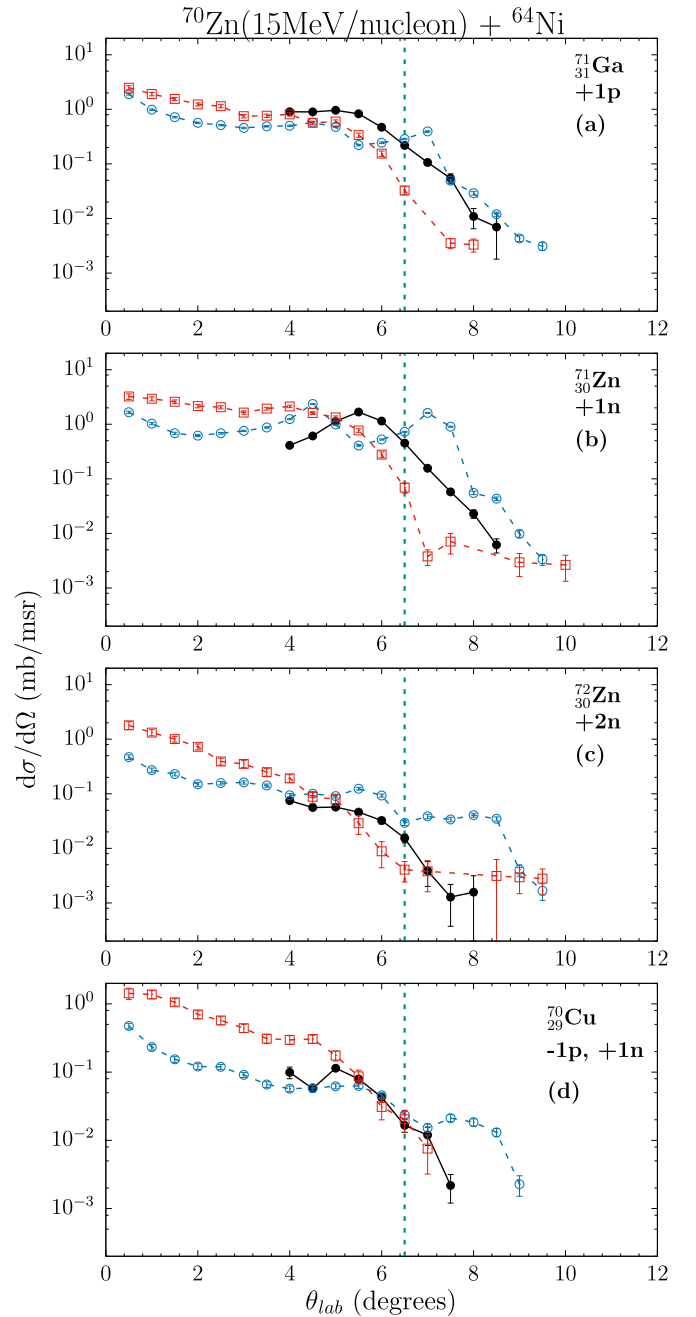 ⁷⁰Zn(15MeV/nucleon) + ⁶⁴Ni
10¹
10⁰
10⁻¹
10⁻²
10⁻³
⁷¹₃₁Ga
+1p
(a)
0 2 4 6 8 10 12
10¹
10⁰
10⁻¹
10⁻²
10⁻³
⁷¹₃₀Zn
+1n
(b)
0 2 4 6 8 10 12
dσ/dΩ (mb/msr)
10¹
10⁰
10⁻¹
10⁻²
10⁻³
⁷²₃₀Zn
+2n
(c)
0 2 4 6 8 10 12
10⁰
10⁻¹
10⁻²
10⁻³
⁷⁰₂₉Cu
-1p, +1n
(d)
0 2 4 6 8 10 12
θ_lab (degrees)